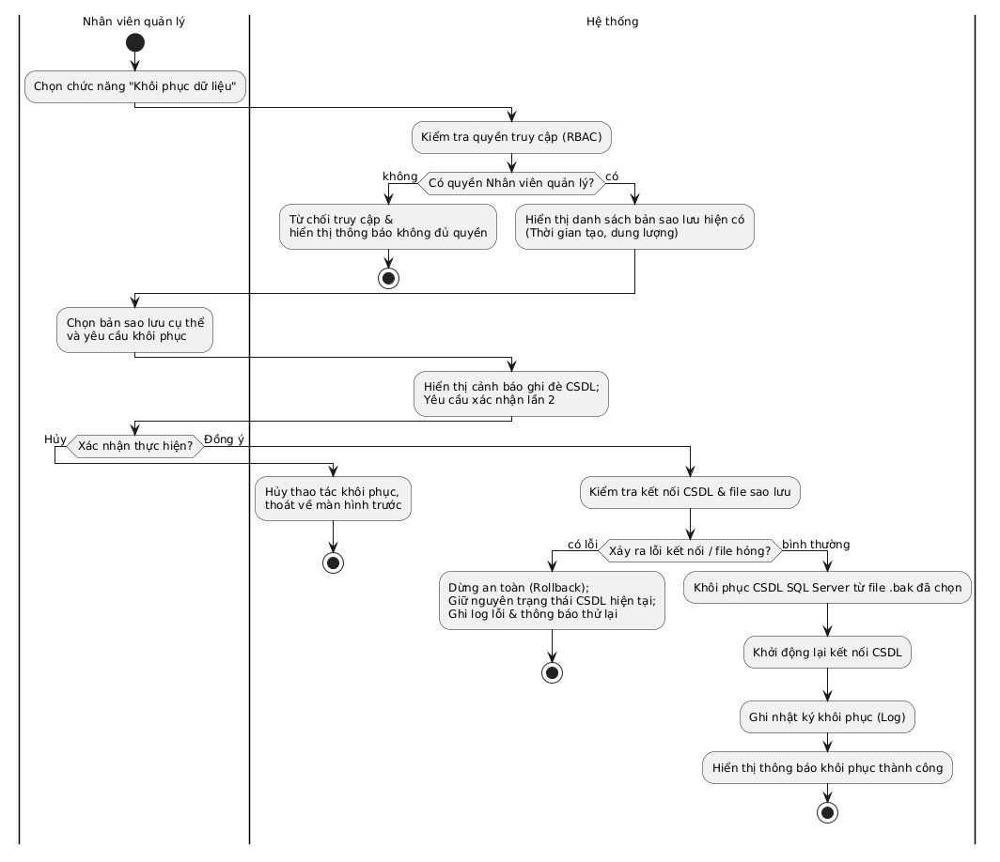 Nhân viên quản lý
Hệ thống
Chọn chức năng "Khôi phục dữ liệu"
Kiểm tra quyền truy cập (RBAC)
không
Có quyền Nhân viên quản lý?
có
Từ chối truy cập &
hiển thị thông báo không đủ quyền
Hiển thị danh sách bản sao lưu hiện có
(Thời gian tạo, dung lượng)
Chọn bản sao lưu cụ thể
và yêu cầu khôi phục
Hiển thị cảnh báo ghi đè CSDL;
Yêu cầu xác nhận lần 2
Hủy
Xác nhận thực hiện?
Đồng ý
Hủy thao tác khôi phục,
thoát về màn hình trước
Kiểm tra kết nối CSDL & file sao lưu
có lỗi
Xảy ra lỗi kết nối / file hỏng?
bình thường
Dừng an toàn (Rollback);
Giữ nguyên trạng thái CSDL hiện tại;
Ghi log lỗi & thông báo thử lại
Khôi phục CSDL SQL Server từ file .bak đã chọn
Khởi động lại kết nối CSDL
Ghi nhật ký khôi phục (Log)
Hiển thị thông báo khôi phục thành công